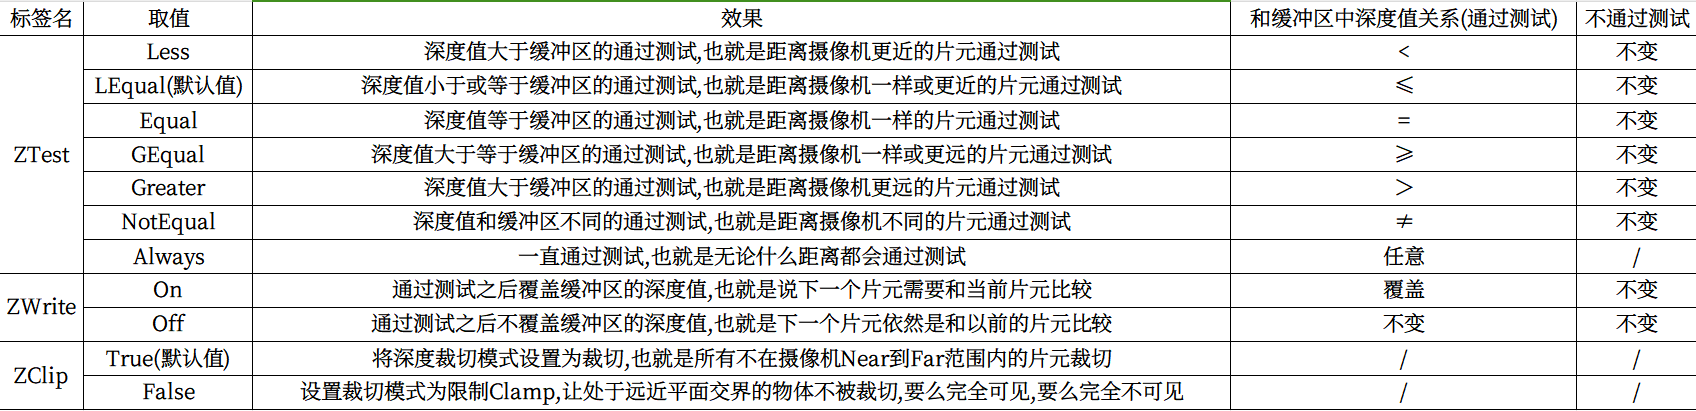 标签名 取值 效果 和缓冲区中深度值关系(通过测试) 不通过测试
ZTest Less 深度值大于缓冲区的通过测试,也就是距离摄像机更近的片元通过测试 < 不变
LEqual(默认值) 深度值小于或等于缓冲区的通过测试,也就是距离摄像机一样或更近的片元通过测试 ≤ 不变
Equal 深度值等于缓冲区的通过测试,也就是距离摄像机一样的片元通过测试 = 不变
GEqual 深度值大于等于缓冲区的通过测试,也就是距离摄像机一样或更远的片元通过测试 ≥ 不变
Greater 深度值大于缓冲区的通过测试,也就是距离摄像机更远的片元通过测试 > 不变
NotEqual 深度值和缓冲区不同的通过测试,也就是距离摄像机不同的片元通过测试 ≠ 不变
Always 一直通过测试,也就是无论什么距离都会通过测试 任意 /
ZWrite On 通过测试之后覆盖缓冲区的深度值,也就是说下一个片元需要和当前片元比较 覆盖 不变
Off 通过测试之后不覆盖缓冲区的深度值,也就是下一个片元依然是和以前的片元比较 不变 不变
ZClip True(默认值) 将深度裁切模式设置为裁切,也就是所有不在摄像机Near到Far范围内的片元裁切 / /
False 设置裁切模式为限制Clamp,让处于远近平面交界的物体不被裁切,要么完全可见,要么完全不可见 / /